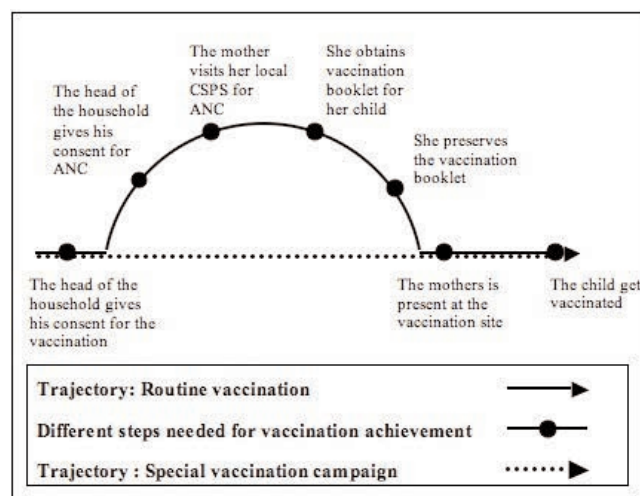 The mother
visits her local
CSPS for
ANC
She obtains
vaccination
booklet for
her child
The head of
the household
gives his
consent for
ANC
She preserves
the vaccination
booklet
The head of the
household gives
his consent for the
vaccination
The mothers is
present at the
vaccination site
The child get
vaccinated
Trajectory: Routine vaccination
Different steps needed for vaccination achievement
Trajectory : Special vaccination campaign